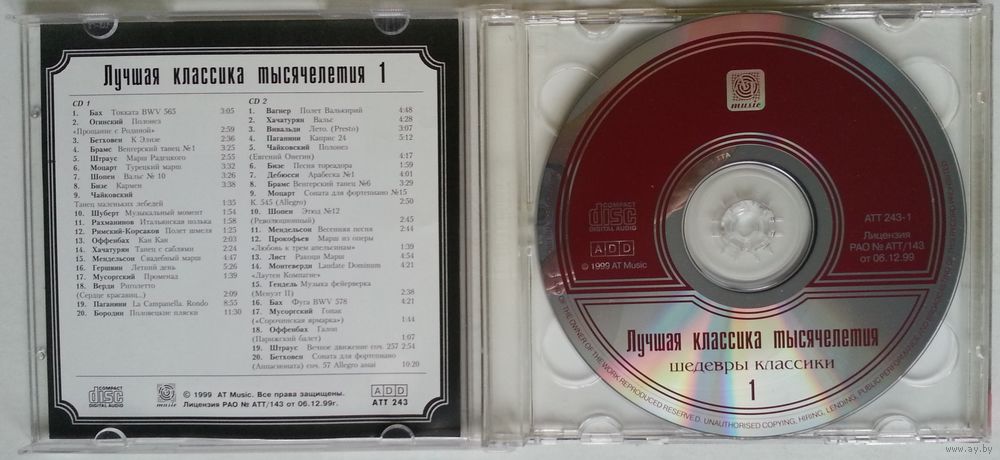 Лучшая классика тысячелетия 1
CD 1
1. Бах Токката BWV 565 3:05
2. Огинский Полонез
«Прощание с Родиной» 2:59
3. Бетховен К Элизе 2:36
4. Брамс Венгерский танец №1 3:25
5. Штраус Марш Радецкого 2:55
6. Моцарт Турецкий марш 3:32
7. Шопен Вальс № 10 3:26
8. Бизе Кармен 3:38
9. Чайковский
Танец маленьких лебедей 1:35
10. Шуберт Музыкальный момент 1:54
11. Рахманинов Итальянская полька 1:58
12. Римский-Корсаков Полет шмеля 1:25
13. Оффенбах Кан Кан 2:03
14. Хачатурян Танец с саблями 2:24
15. Мендельсон Свадебный марш 4:47
16. Гершвин Летний день 5:26
17. Мусоргский Променад 1:39
18. Верди Риголетто
(Сердце красавиц...) 2:09
19. Паганини La Campanella Rondo 8:55
20. Бородин Половецкие пляски 11:30
CD 2
1. Вагнер Полет Валькирий 4:48
2. Хачатурян Вальс 4:28
3. Вивальди Лето. (Presto) 3:07
4. Паганини Каприс 24 5:12
5. Чайковский Полонез
(Евгений Онегин) 4:17
6. Бизе Песня тореадора 1:59
7. Дебюсси Арабеска №1 4:01
8. Брамс Венгерский танец №6 3:29
9. Моцарт Соната для фортепиано №15
K. 545 (Allegro) 2:50
10. Шопен Этюд №12
(Революционный) 2:45
11. Мендельсон Весенняя песня 2:44
12. Прокофьев Марш из оперы
«Любовь к трем апельсинам» 1:39
13. Лист Ракоци Марш 2:54
14. Монтеверди Laudate Dominum 4:21
«Лаутен Компагне»
15. Гендель Музыка фейерверка
(Менуэт II) 2:38
16. Бах Фуга BWV 578 4:21
17. Мусоргский Гопак
(«Сорочинская ярмарка») 1:44
18. Оффенбах Галоп
(Парижский балет) 1:07
19. Штраус Вечное движение соч. 257 2:54
20. Бетховен Соната для фортепиано
(Аппасионата) соч. 57 Allegro assai 10:20
COMPACT
disc
DIGITAL AUDIO
music
© 1999 AT Music. Все права защищены.
Лицензия РАО № ATT/143 от 06.12.99г.
ADD
ATT 243
music
COMPACT
disc
DIGITAL AUDIO
ADD
© 1999 AT Music
ATT 243-1
Лицензия
РАО № ATT/143
от 06.12.99
Лучшая классика тысячелетия
шедевры классики
1
OF THE OWNER OF THE WORK REPRODUCED RESERVED. UNAUTHORISED COPYING, HIRING, LENDING, PUBLIC PERFORMANCE AND
www.ay.by